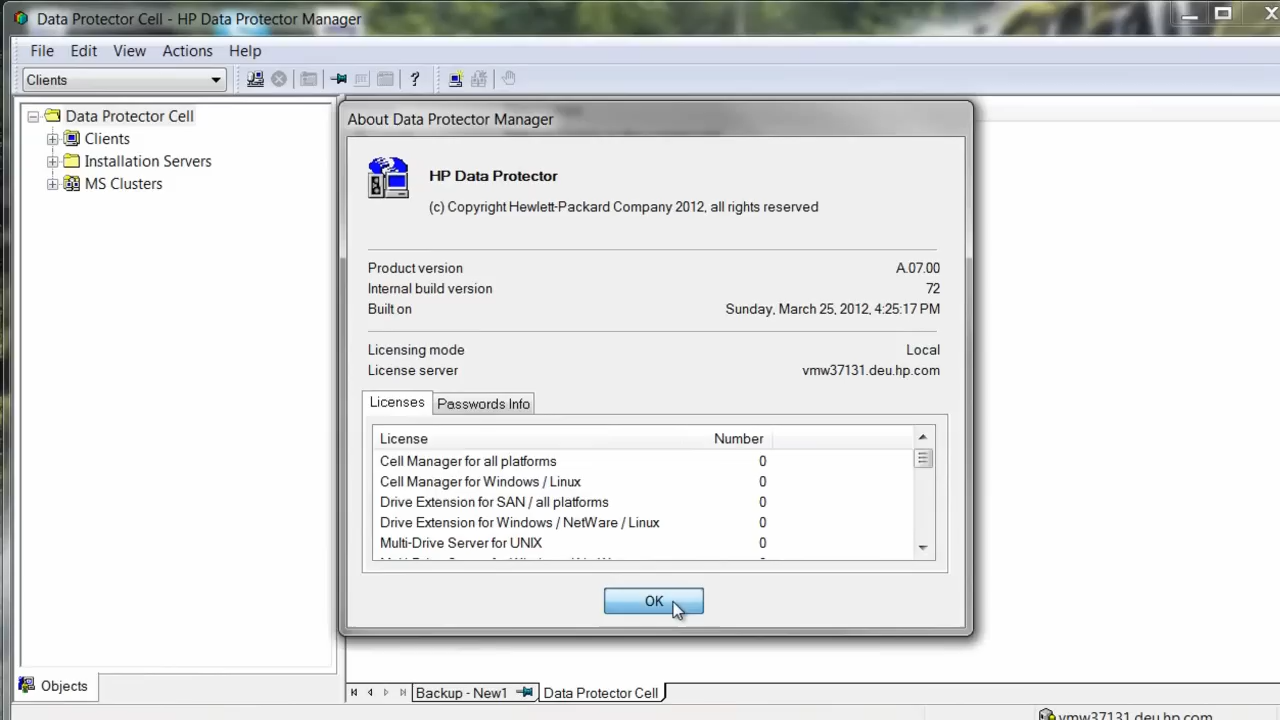 Data Protector Cell - HP Data Protector Manager
File Edit View Actions Help
Clients
Data Protector Cell
Clients
Installation Servers
MS Clusters
About Data Protector Manager
HP Data Protector
(c) Copyright Hewlett-Packard Company 2012, all rights reserved
Product version A.07.00
Internal build version 72
Built on Sunday, March 25, 2012, 4:25:17 PM
Licensing mode Local
License server vmw37131.deu.hp.com
Licenses Passwords Info
License Number
Cell Manager for all platforms 0
Cell Manager for Windows / Linux 0
Drive Extension for SAN / all platforms 0
Drive Extension for Windows / NetWare / Linux 0
Multi-Drive Server for UNIX 0
OK
Objects
Backup - New1 Data Protector Cell
vmw37131.deu.hp.com